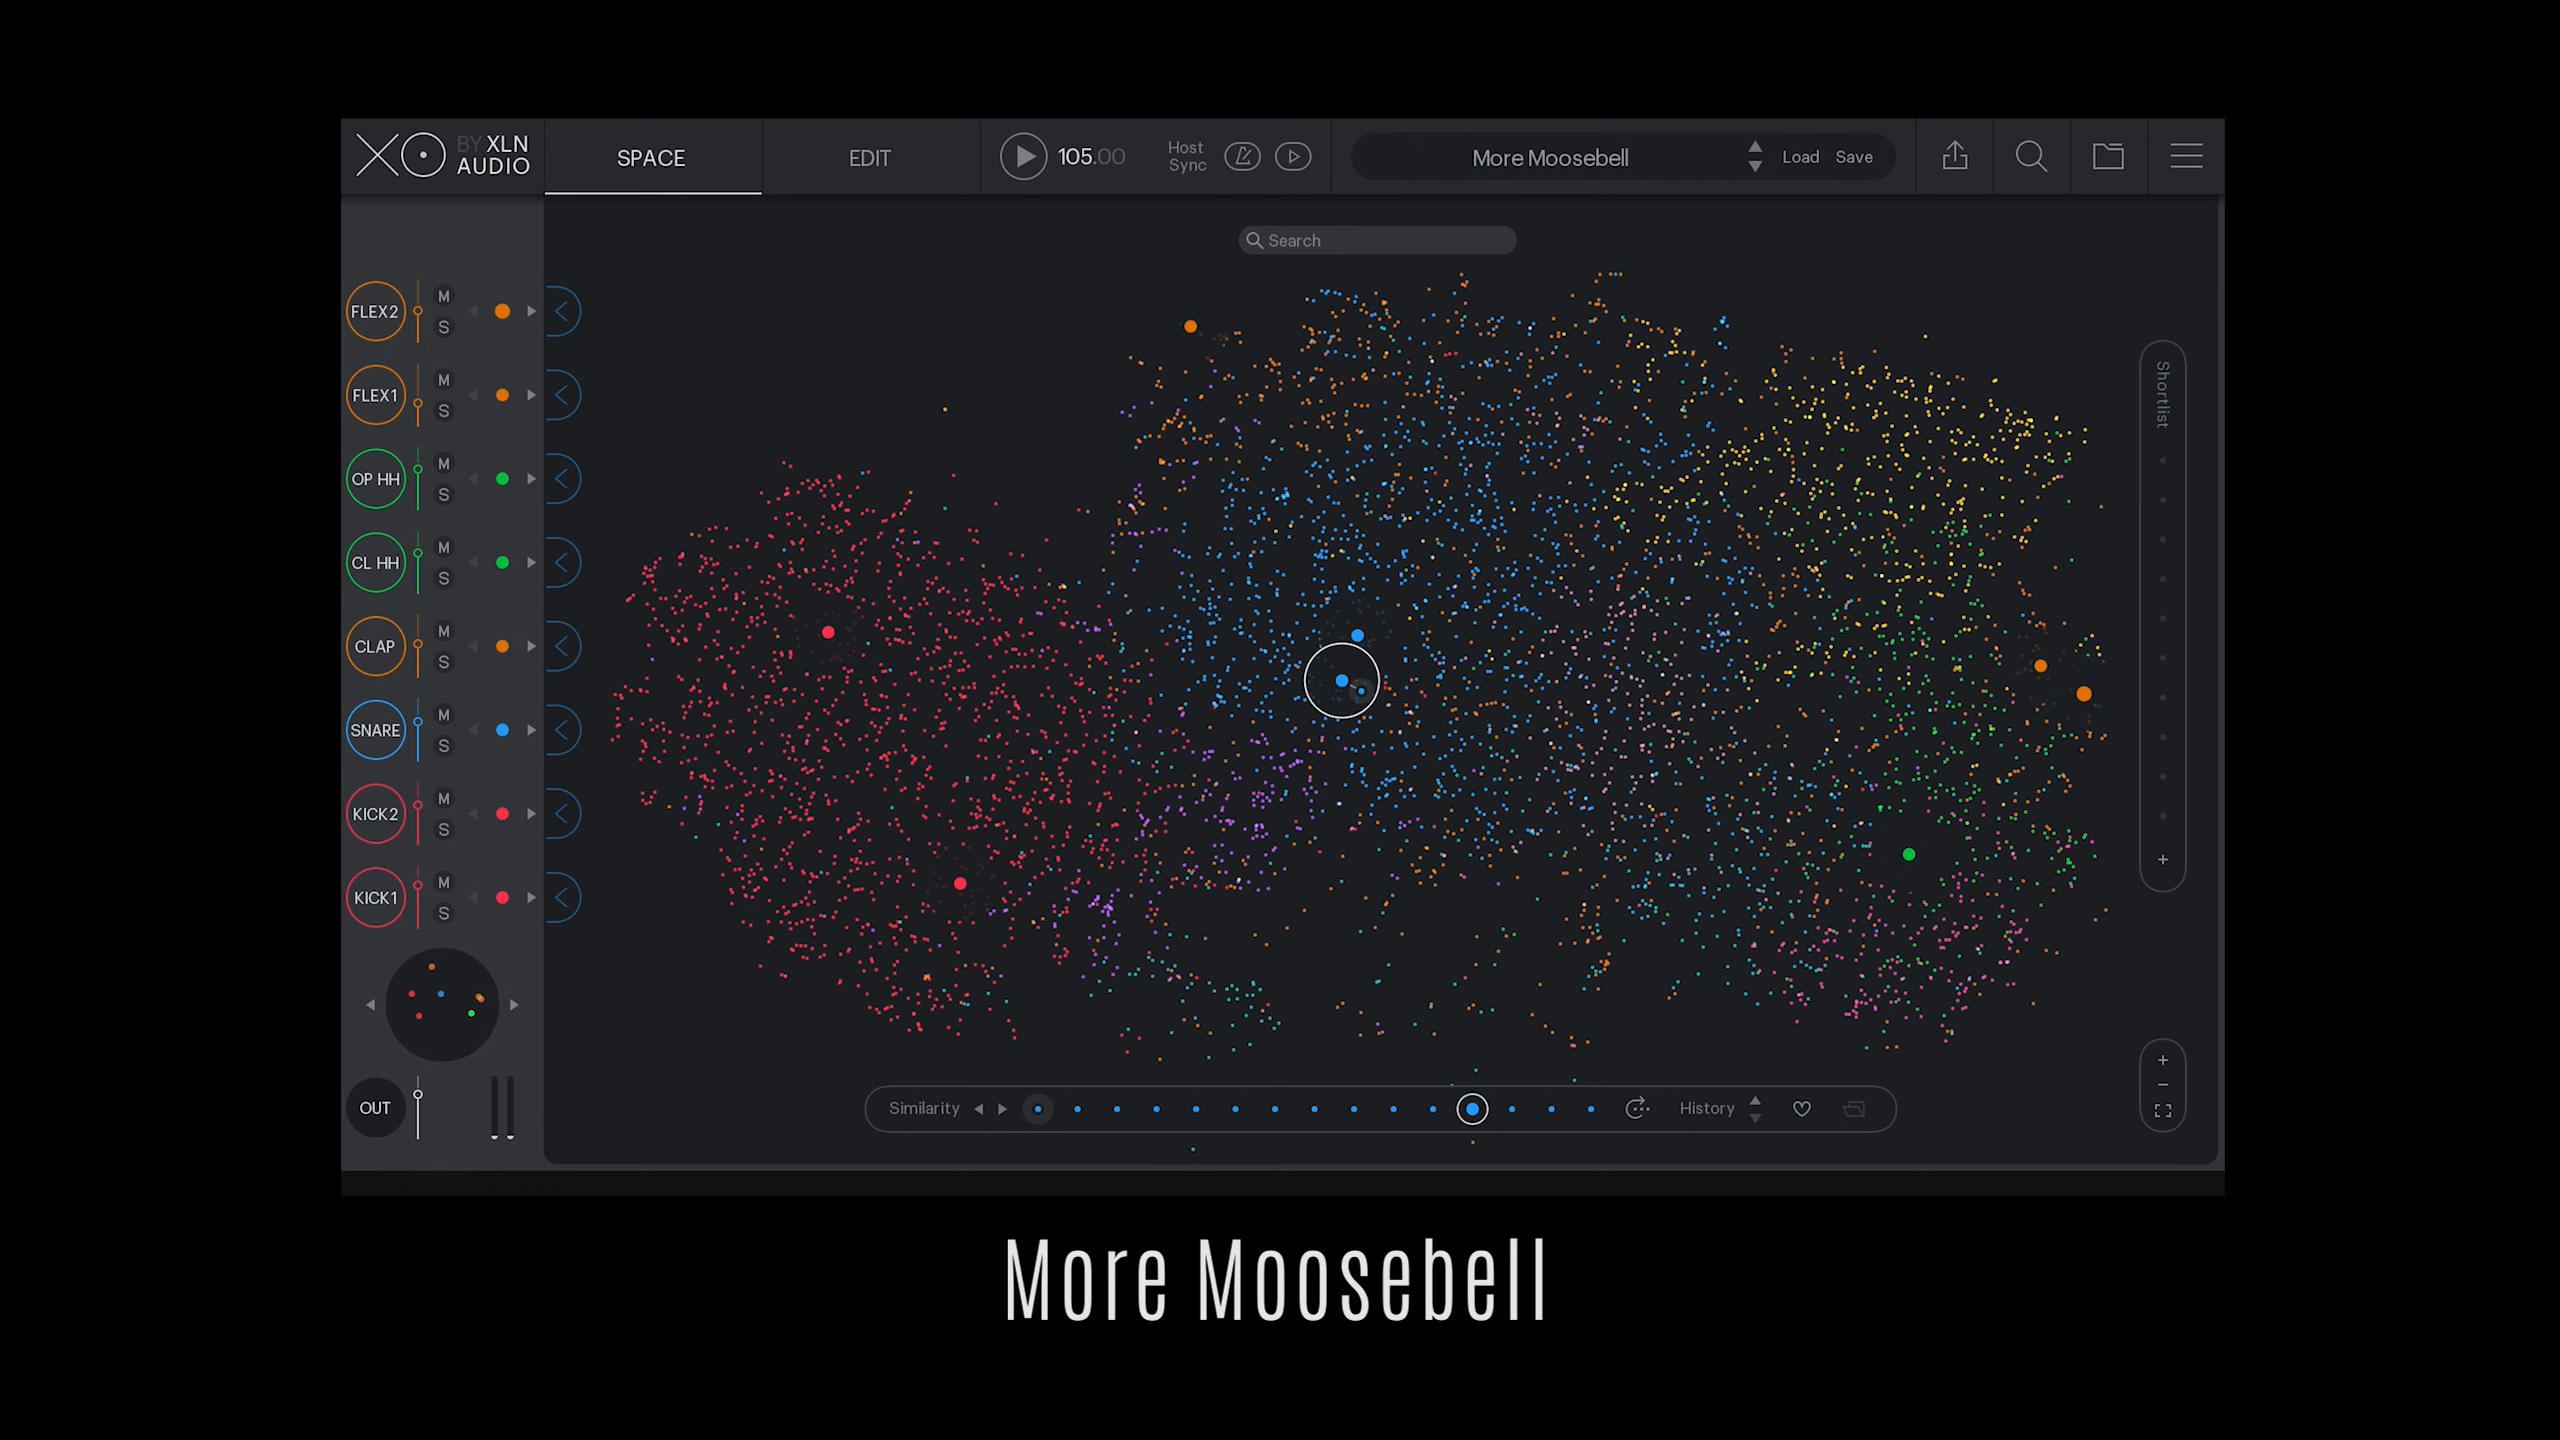 BY XLN
AUDIO
SPACE
EDIT
105.00
Host
Sync
More Moosebell
Load
Save
Search
FLEX2
M
S
FLEX1
M
S
OP HH
M
S
CL HH
M
S
CLAP
M
S
SNARE
M
S
KICK2
M
S
KICK1
M
S
OUT
Shortlist
Similarity
History
More Moosebell